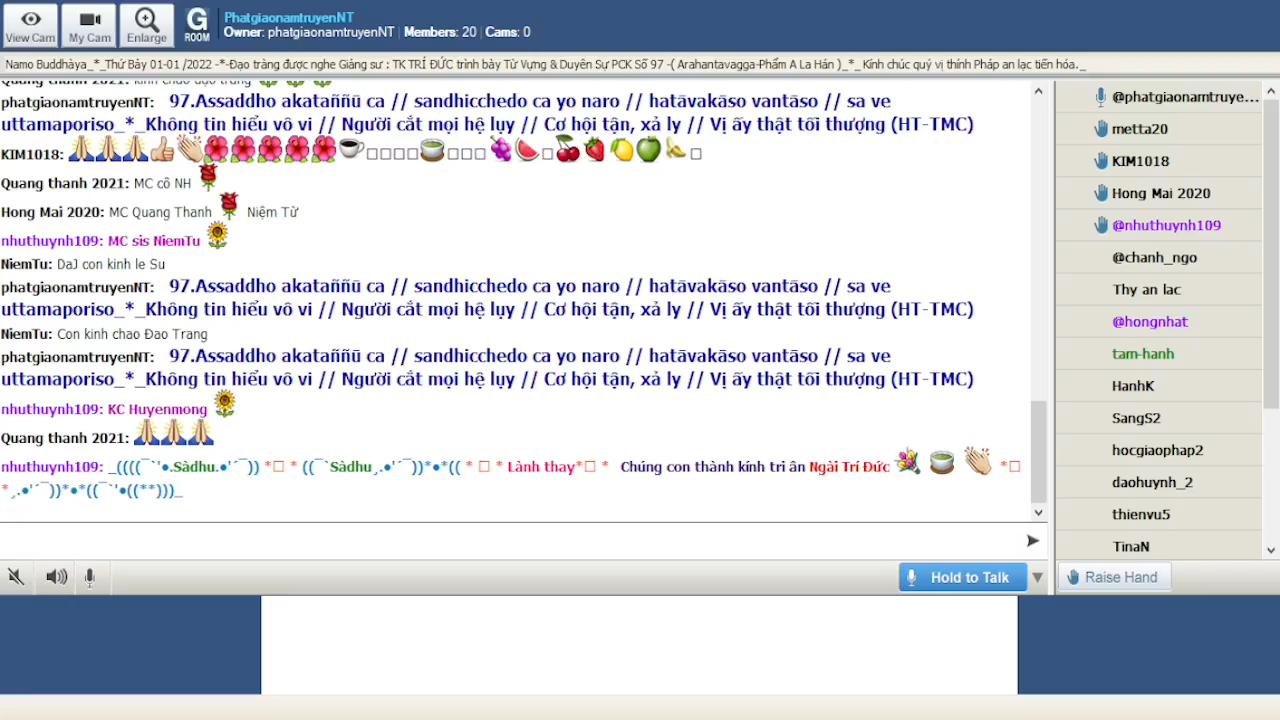 View Cam
My Cam
Enlarge
G ROOM
PhatgiaonamtruyenNT
Owner: phatgiaonamtruyenNT | Members: 20 | Cams: 0
Namo Buddhàya_*_Thứ Bảy 01-01 /2022 -*-Đạo tràng được nghe Giảng sư : TK TRÍ ĐỨC trình bày Từ Vựng & Duyên Sự PCK Số 97 -( Arahantavagga-Phẩm A La Hán )_*_ Kính chúc quý vị thính Pháp an lạc tiến hóa._
Quang thanh 2021: kính chào đạo tràng
phatgiaonamtruyenNT: 97.Assaddho akataññū ca // sandhicchedo ca yo naro // hatāvakāso vantāso // sa ve
uttamaporiso_*_Không tin hiểu vô vi // Người cắt mọi hệ lụy // Cơ hội tận, xả ly // Vị ấy thật tối thượng (HT-TMC)
KIM1018:
Quang thanh 2021: MC cô NH
Hong Mai 2020: MC Quang Thanh Niệm Từ
nhuthuynh109: MC sis NiemTu
NiemTu: DaJ con kinh le Su
phatgiaonamtruyenNT: 97.Assaddho akataññū ca // sandhicchedo ca yo naro // hatāvakāso vantāso // sa ve
uttamaporiso_*_Không tin hiểu vô vi // Người cắt mọi hệ lụy // Cơ hội tận, xả ly // Vị ấy thật tối thượng (HT-TMC)
NiemTu: Con kinh chao Đao Trang
phatgiaonamtruyenNT: 97.Assaddho akataññū ca // sandhicchedo ca yo naro // hatāvakāso vantāso // sa ve
uttamaporiso_*_Không tin hiểu vô vi // Người cắt mọi hệ lụy // Cơ hội tận, xả ly // Vị ấy thật tối thượng (HT-TMC)
nhuthuynh109: KC Huyenmong
Quang thanh 2021:
nhuthuynh109: _((((¯`'•.Sàdhu.•'´¯)) *□ * ((¯`Sàdhu¸.•'´¯))*•*(( * □ * Lành thay*□ * Chúng con thành kính tri ân Ngài Trí Đức *□
*¸.•'´¯))*•*((¯`'•((**)))_
Hold to Talk
@phatgiaonamtruye...
metta20
KIM1018
Hong Mai 2020
@nhuthuynh109
@chanh_ngo
Thy an lac
@hongnhat
tam-hanh
HanhK
SangS2
hocgiaophap2
daohuynh_2
thienvu5
TinaN
Raise Hand